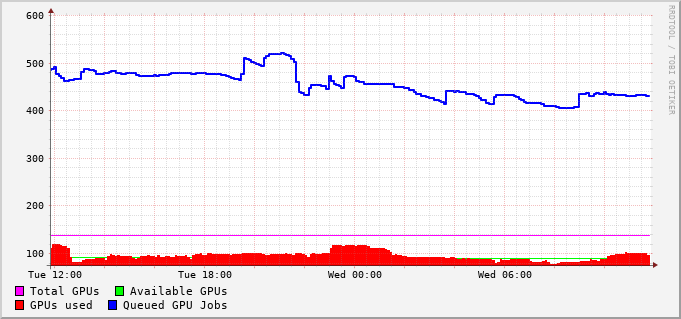 600
500
400
300
200
100
Tue 12:00 Tue 18:00 Wed 00:00 Wed 06:00
Total GPUs Available GPUs
GPUs used Queued GPU Jobs
RRDTOOL / TOBI OETIKER